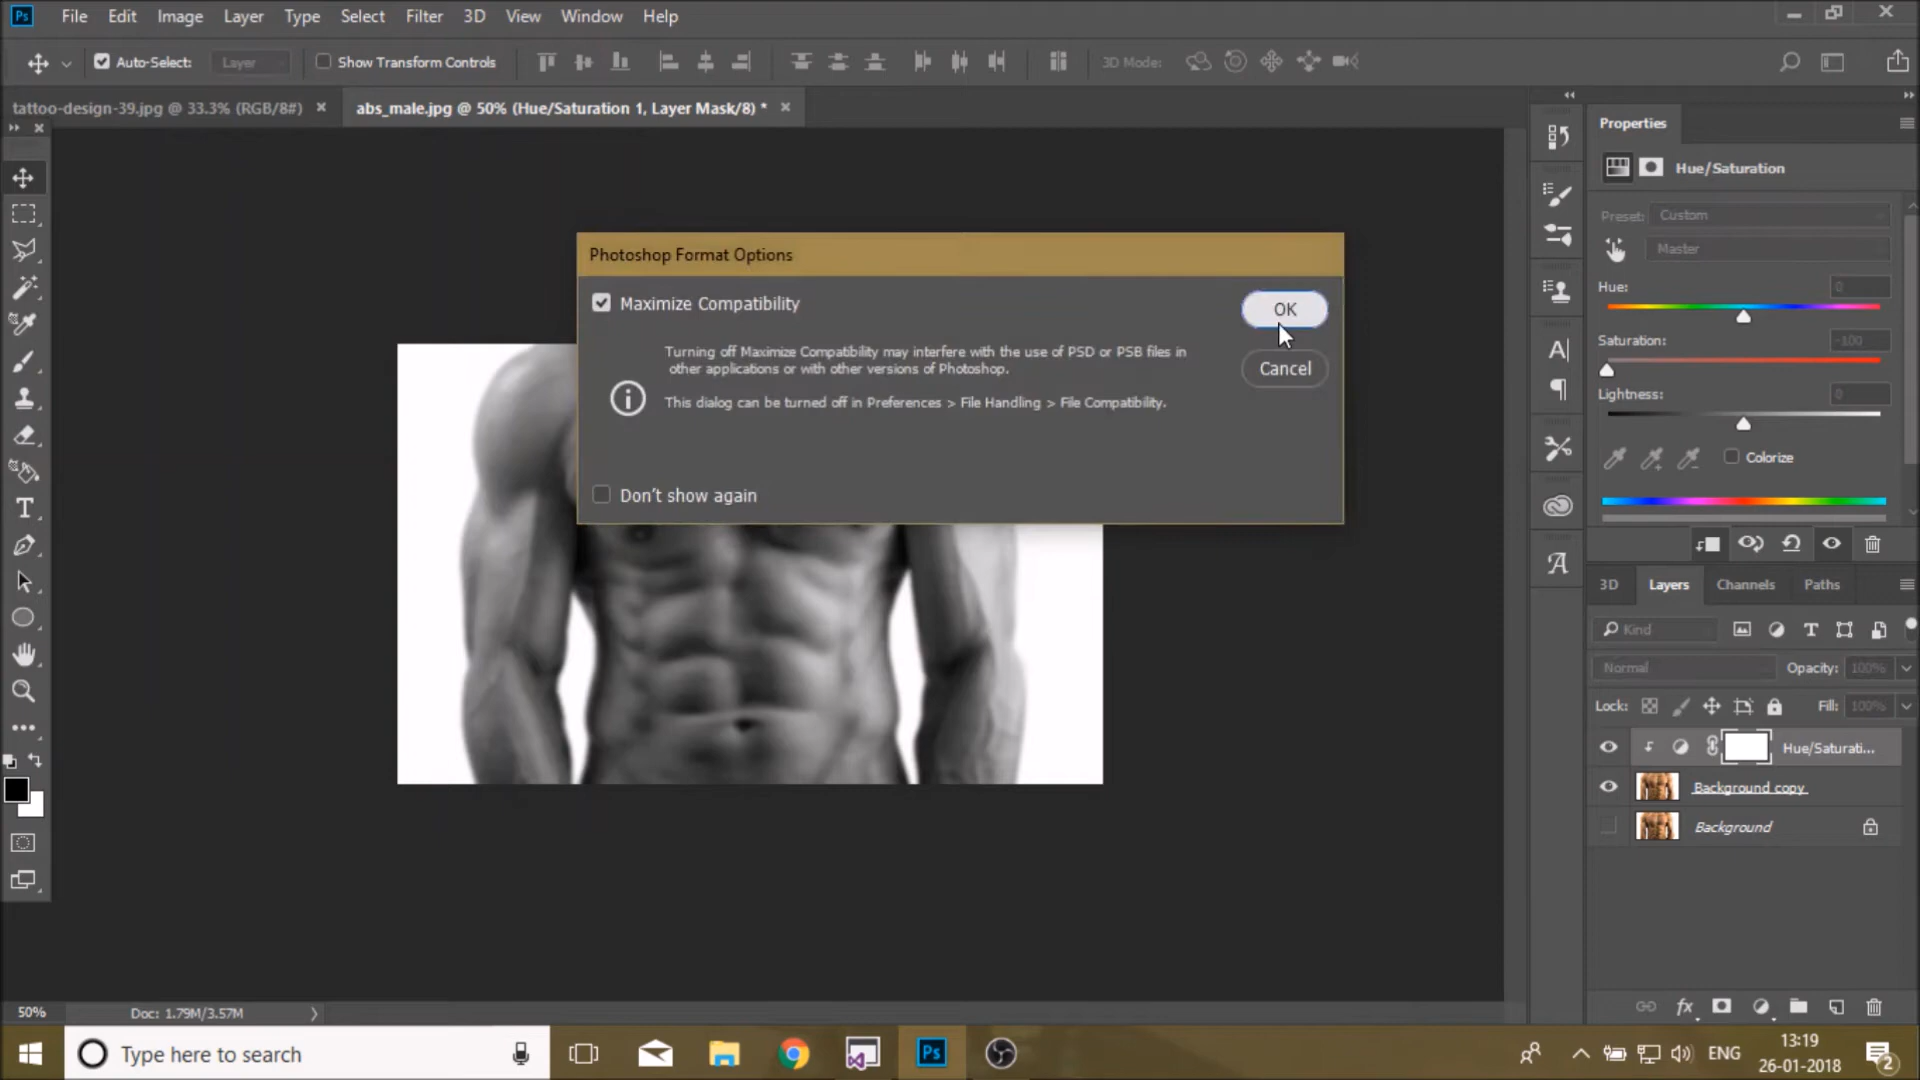 Ps File Edit Image Layer Type Select Filter 3D View Window Help
Auto-Select: Layer Show Transform Controls 3D Mode:
tattoo-design-39.jpg @ 33.3% (RGB/8#) × abs_male.jpg @ 50% (Hue/Saturation 1, Layer Mask/8) * ×
Properties
Hue/Saturation
Preset: Custom
Master
Hue: 0
Saturation: -100
Lightness: 0
Colorize
Photoshop Format Options
Maximize Compatibility
OK
Turning off Maximize Compatibility may interfere with the use of PSD or PSB files in
other applications or with other versions of Photoshop.
Cancel
This dialog can be turned off in Preferences > File Handling > File Compatibility.
Don't show again
3D Layers Channels Paths
Kind
Normal Opacity: 100%
Lock: Fill: 100%
Hue/Saturati...
Background copy
Background
fx
50% Doc: 1.79M/3.57M
Type here to search
Ps
ENG
13:19
26-01-2018
2